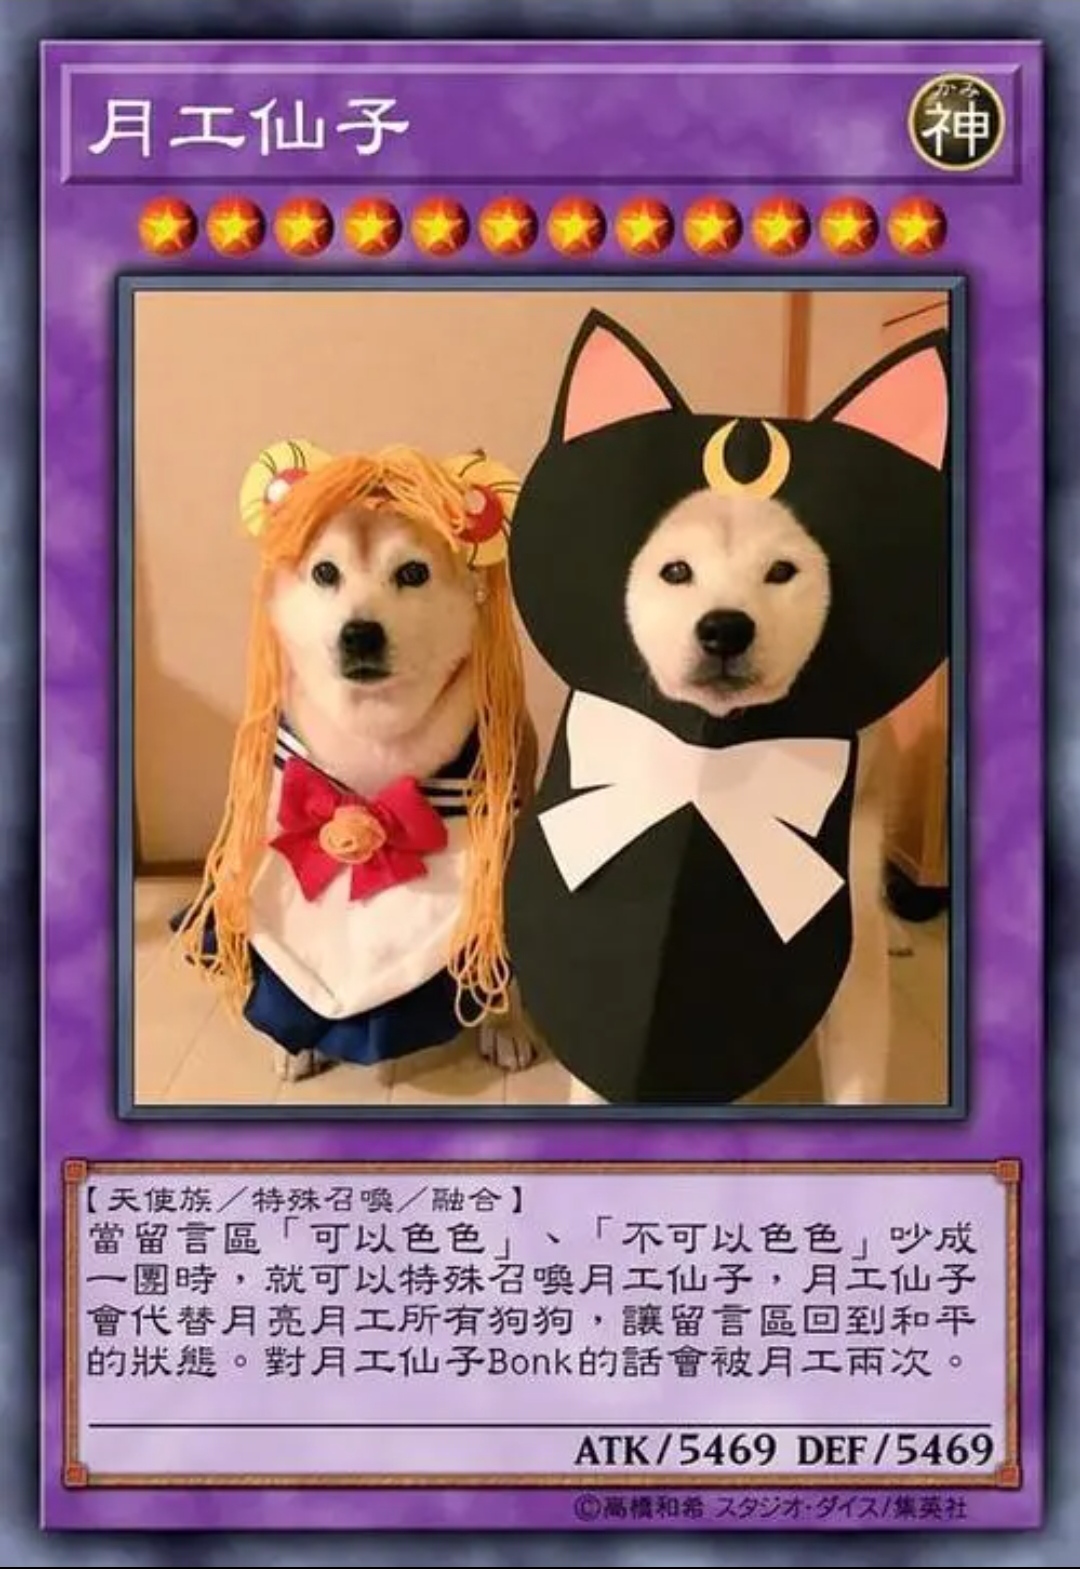 月工仙子
かみ
神
【天使族／特殊召喚／融合】
當留言區「可以色色」、「不可以色色」吵成
一團時，就可以特殊召喚月工仙子，月工仙子
會代替月亮月工所有狗狗，讓留言區回到和平
的狀態。對月工仙子Bonk的話會被月工兩次。
ATK/5469 DEF/5469
©高橋和希 スタジオ・ダイス/集英社